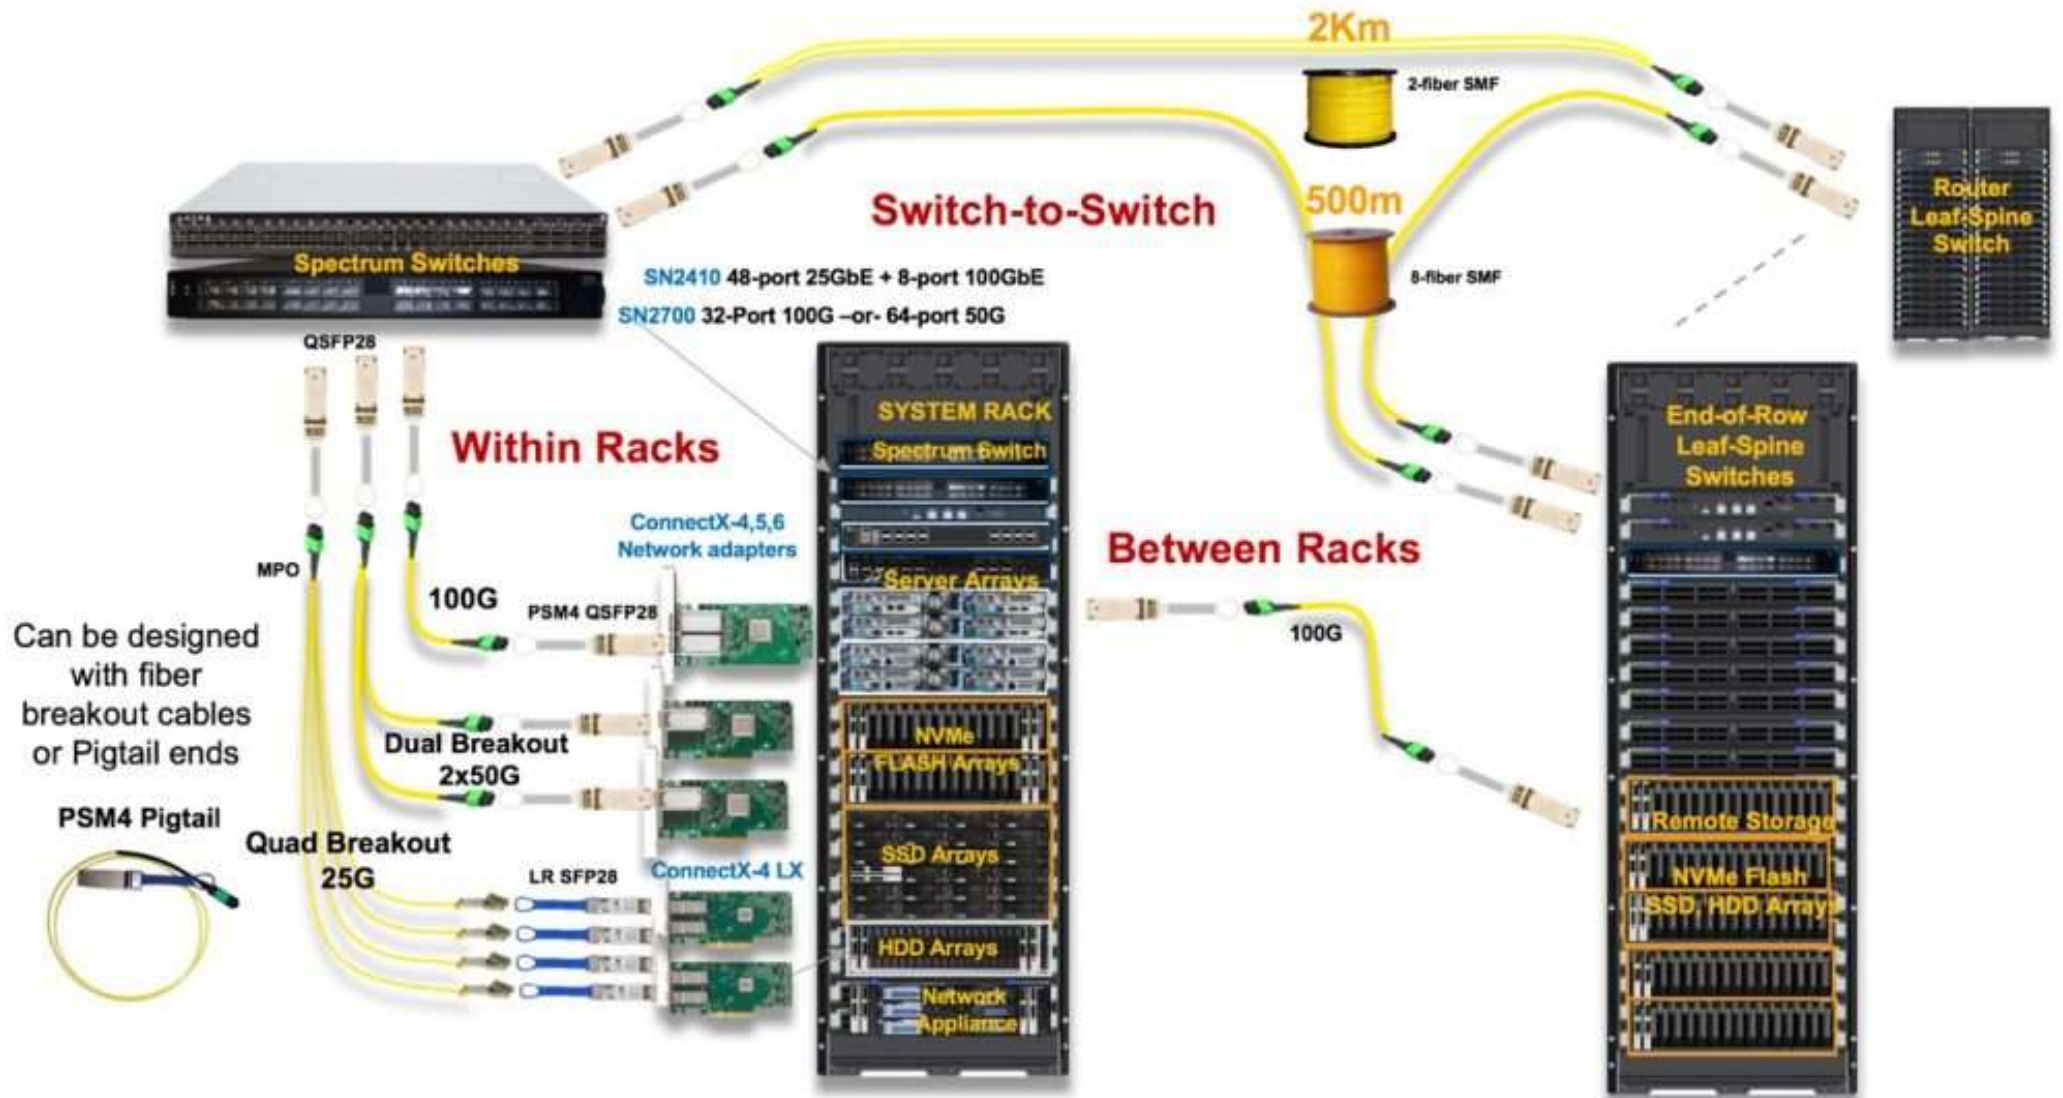 2Km
2-fiber SMF
Switch-to-Switch
500m
8-fiber SMF
Router
Leaf-Spine
Switch
Spectrum Switches
SN2410 48-port 25GbE + 8-port 100GbE
SN2700 32-Port 100G –or- 64-port 50G
QSFP28
Within Racks
SYSTEM RACK
Spectrum Switch
End-of-Row
Leaf-Spine
Switches
ConnectX-4,5,6
Network adapters
Between Racks
MPO
100G
PSM4 QSFP28
Server Arrays
100G
Can be designed
with fiber
breakout cables
or Pigtail ends
Dual Breakout
2x50G
NVMe
FLASH Arrays
PSM4 Pigtail
Quad Breakout
25G
LR SFP28
ConnectX-4 LX
SSD Arrays
HDD Arrays
Network
Appliance
Remote Storage
NVMe Flash
SSD, HDD Arrays